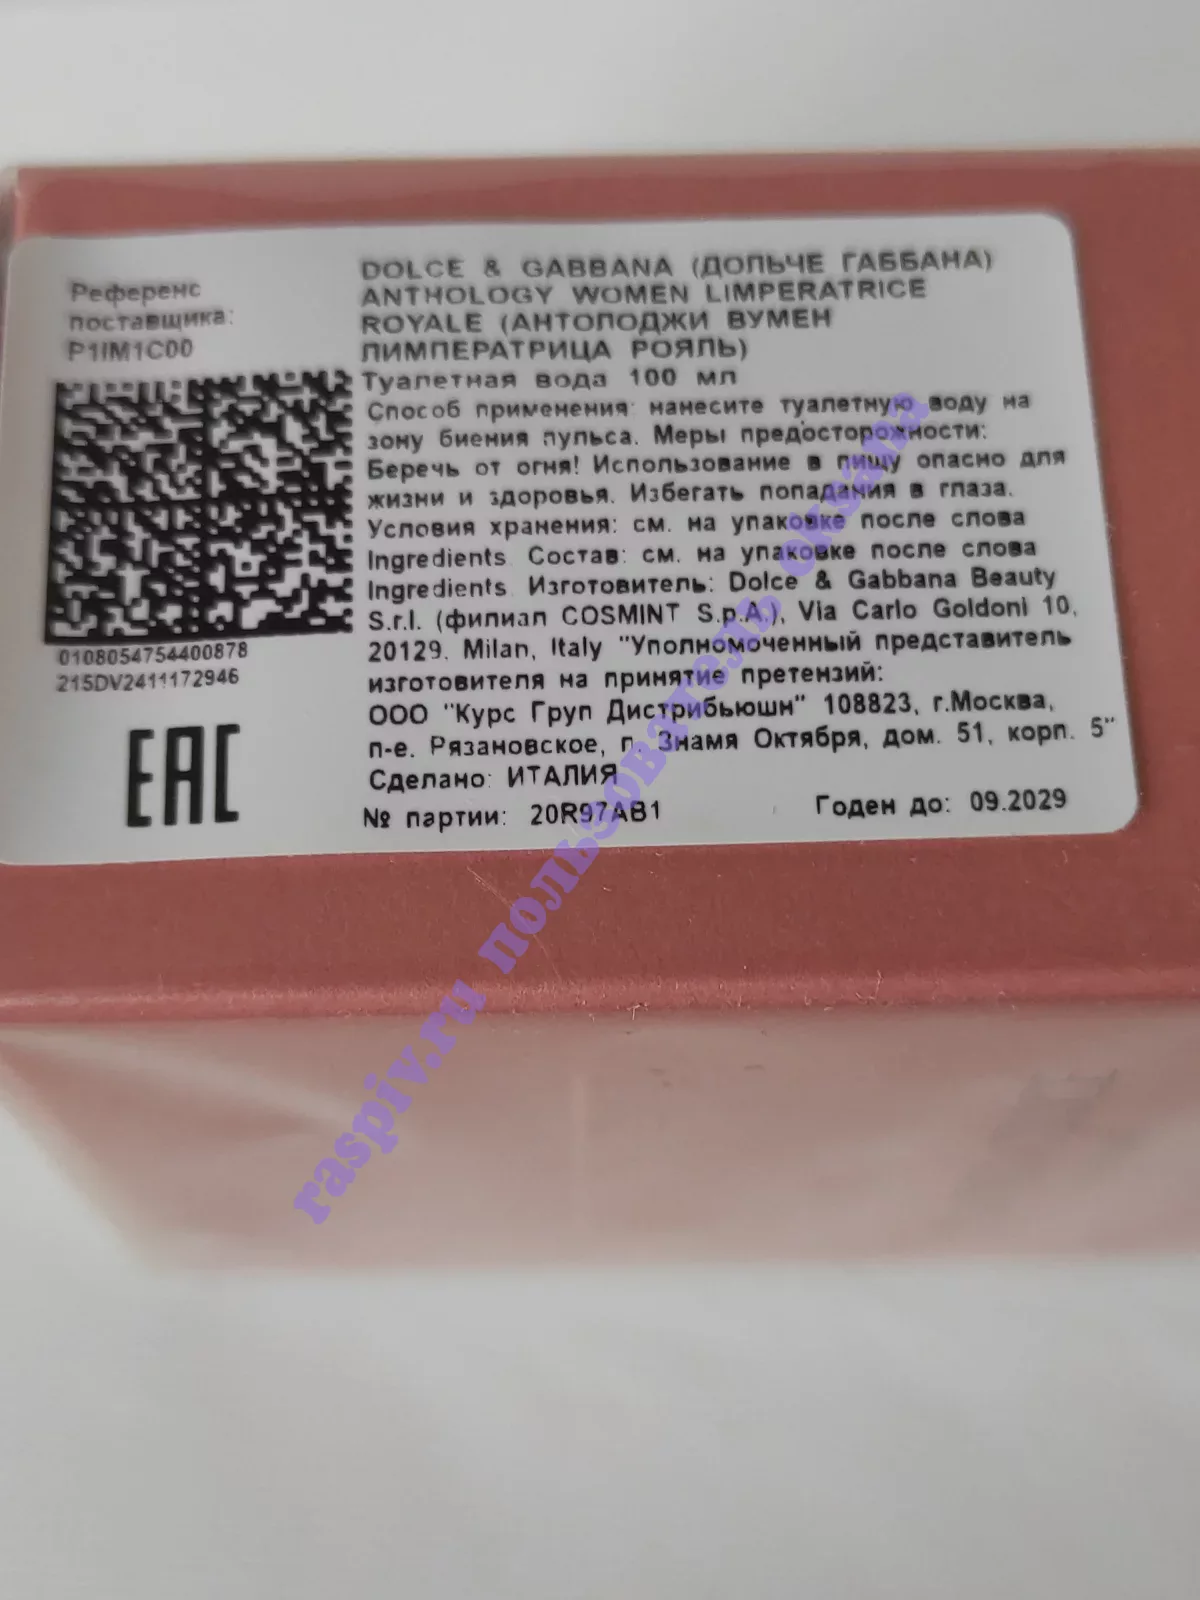 Референс
поставщика:
P1IM1C00
0108054754400878
215DV2411172946
EAC
DOLCE & GABBANA (ДОЛЬЧЕ ГАББАНА)
ANTHOLOGY WOMEN LIMPERATRICE
ROYALE (АНТОЛОДЖИ ВУМЕН
ЛИМПЕРАТРИЦА РОЯЛЬ)
Туалетная вода 100 мл
Способ применения: нанесите туалетную воду на
зону биения пульса. Меры предосторожности:
Беречь от огня! Использование в пищу опасно для
жизни и здоровья. Избегать попадания в глаза.
Условия хранения: см. на упаковке после слова
Ingredients. Состав: см. на упаковке после слова
Ingredients. Изготовитель: Dolce & Gabbana Beauty
S.r.l. (филиал COSMINT S.p.A.), Via Carlo Goldoni 10,
20129. Milan, Italy "Уполномоченный представитель
изготовителя на принятие претензий:
ООО "Курс Груп Дистрибьюшн" 108823, г.Москва,
п-е. Рязановское, п. Знамя Октября, дом. 51, корп. 5"
Сделано: ИТАЛИЯ
№ партии: 20R97AB1 Годен до: 09.2029
raspiv.ru пользователь oksama